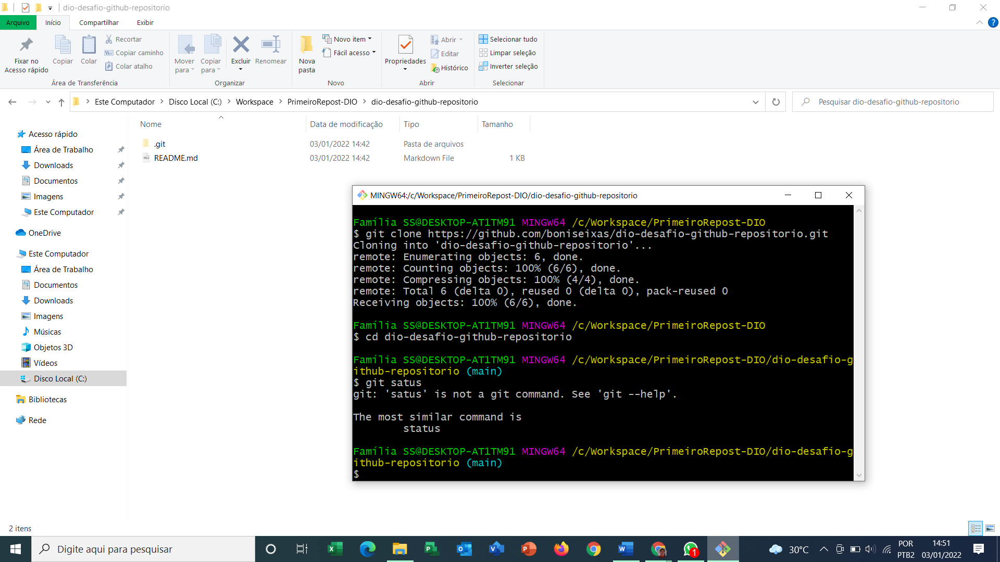 dio-desafio-github-repositorio
Arquivo
Início
Compartilhar
Exibir
?
Fixar no
Acesso rápido
Copiar
Colar
Recortar
Copiar caminho
Colar atalho
Área de Transferência
Mover
para
Copiar
para
Excluir
Renomear
Organizar
Nova
pasta
Novo item
Fácil acesso
Novo
Propriedades
Abrir
Editar
Histórico
Abrir
Selecionar tudo
Limpar seleção
Inverter seleção
Selecionar
Este Computador > Disco Local (C:) > Workspace > PrimeiroRepost-DIO > dio-desafio-github-repositorio
Pesquisar dio-desafio-github-repositorio
Nome Data de modificação Tipo Tamanho
.git 03/01/2022 14:42 Pasta de arquivos
README.md 03/01/2022 14:42 Markdown File 1 KB
Acesso rápido
Área de Trabalho
Downloads
Documentos
Imagens
Este Computador
OneDrive
Este Computador
Área de Trabalho
Documentos
Downloads
Imagens
Músicas
Objetos 3D
Vídeos
Disco Local (C:)
Bibliotecas
Rede
MINGW64:/c/Workspace/PrimeiroRepost-DIO/dio-desafio-github-repositorio
Família SS@DESKTOP-AT1TM91 MINGW64 /c/Workspace/PrimeiroRepost-DIO
$ git clone https://github.com/boniseixas/dio-desafio-github-repositorio.git
Cloning into 'dio-desafio-github-repositorio'...
remote: Enumerating objects: 6, done.
remote: Counting objects: 100% (6/6), done.
remote: Compressing objects: 100% (4/4), done.
remote: Total 6 (delta 0), reused 0 (delta 0), pack-reused 0
Receiving objects: 100% (6/6), done.
Família SS@DESKTOP-AT1TM91 MINGW64 /c/Workspace/PrimeiroRepost-DIO
$ cd dio-desafio-github-repositorio
Família SS@DESKTOP-AT1TM91 MINGW64 /c/Workspace/PrimeiroRepost-DIO/dio-desafio-g
ithub-repositorio (main)
$ git satus
git: 'satus' is not a git command. See 'git --help'.
The most similar command is
status
Família SS@DESKTOP-AT1TM91 MINGW64 /c/Workspace/PrimeiroRepost-DIO/dio-desafio-g
ithub-repositorio (main)
$
2 itens
Digite aqui para pesquisar
1
30°C
POR
PTB2
14:51
03/01/2022